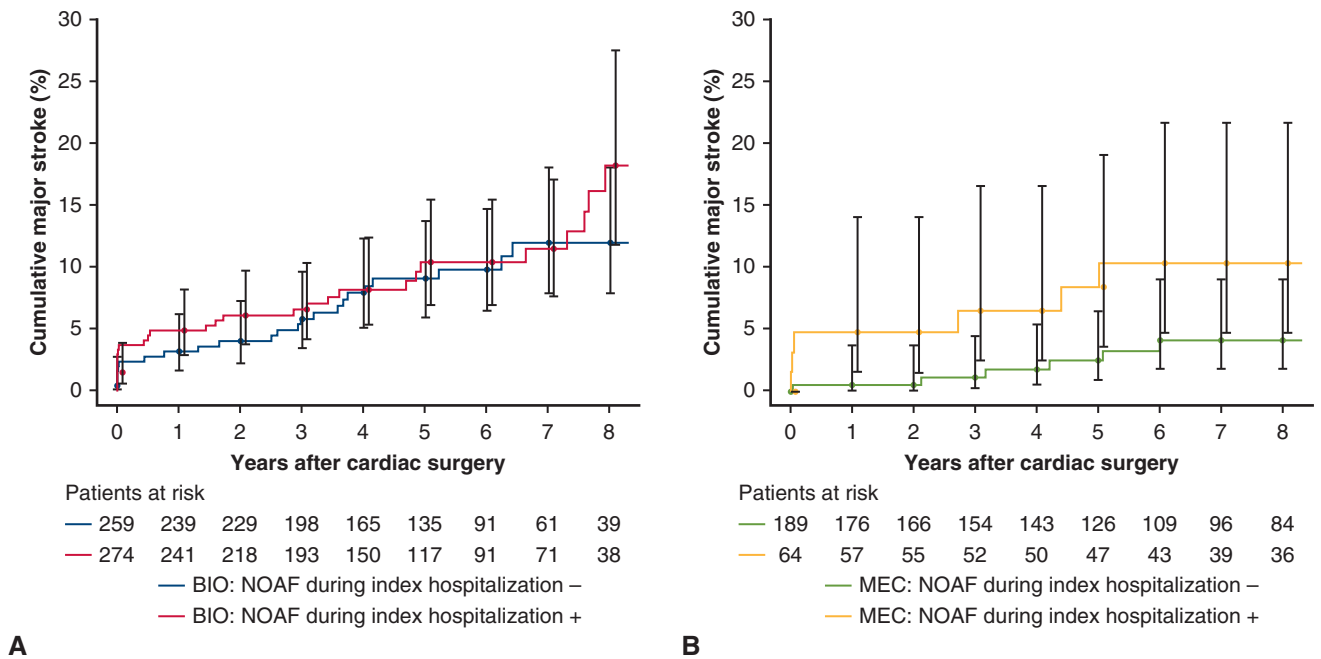 30
25
20
15
10
5
0
Cumulative major stroke (%)
0 1 2 3 4 5 6 7 8
Years after cardiac surgery
Patients at risk
259 239 229 198 165 135 91 61 39
274 241 218 193 150 117 91 71 38
BIO: NOAF during index hospitalization –
BIO: NOAF during index hospitalization +
A
30
25
20
15
10
5
0
Cumulative major stroke (%)
0 1 2 3 4 5 6 7 8
Years after cardiac surgery
Patients at risk
189 176 166 154 143 126 109 96 84
64 57 55 52 50 47 43 39 36
MEC: NOAF during index hospitalization –
MEC: NOAF during index hospitalization +
B